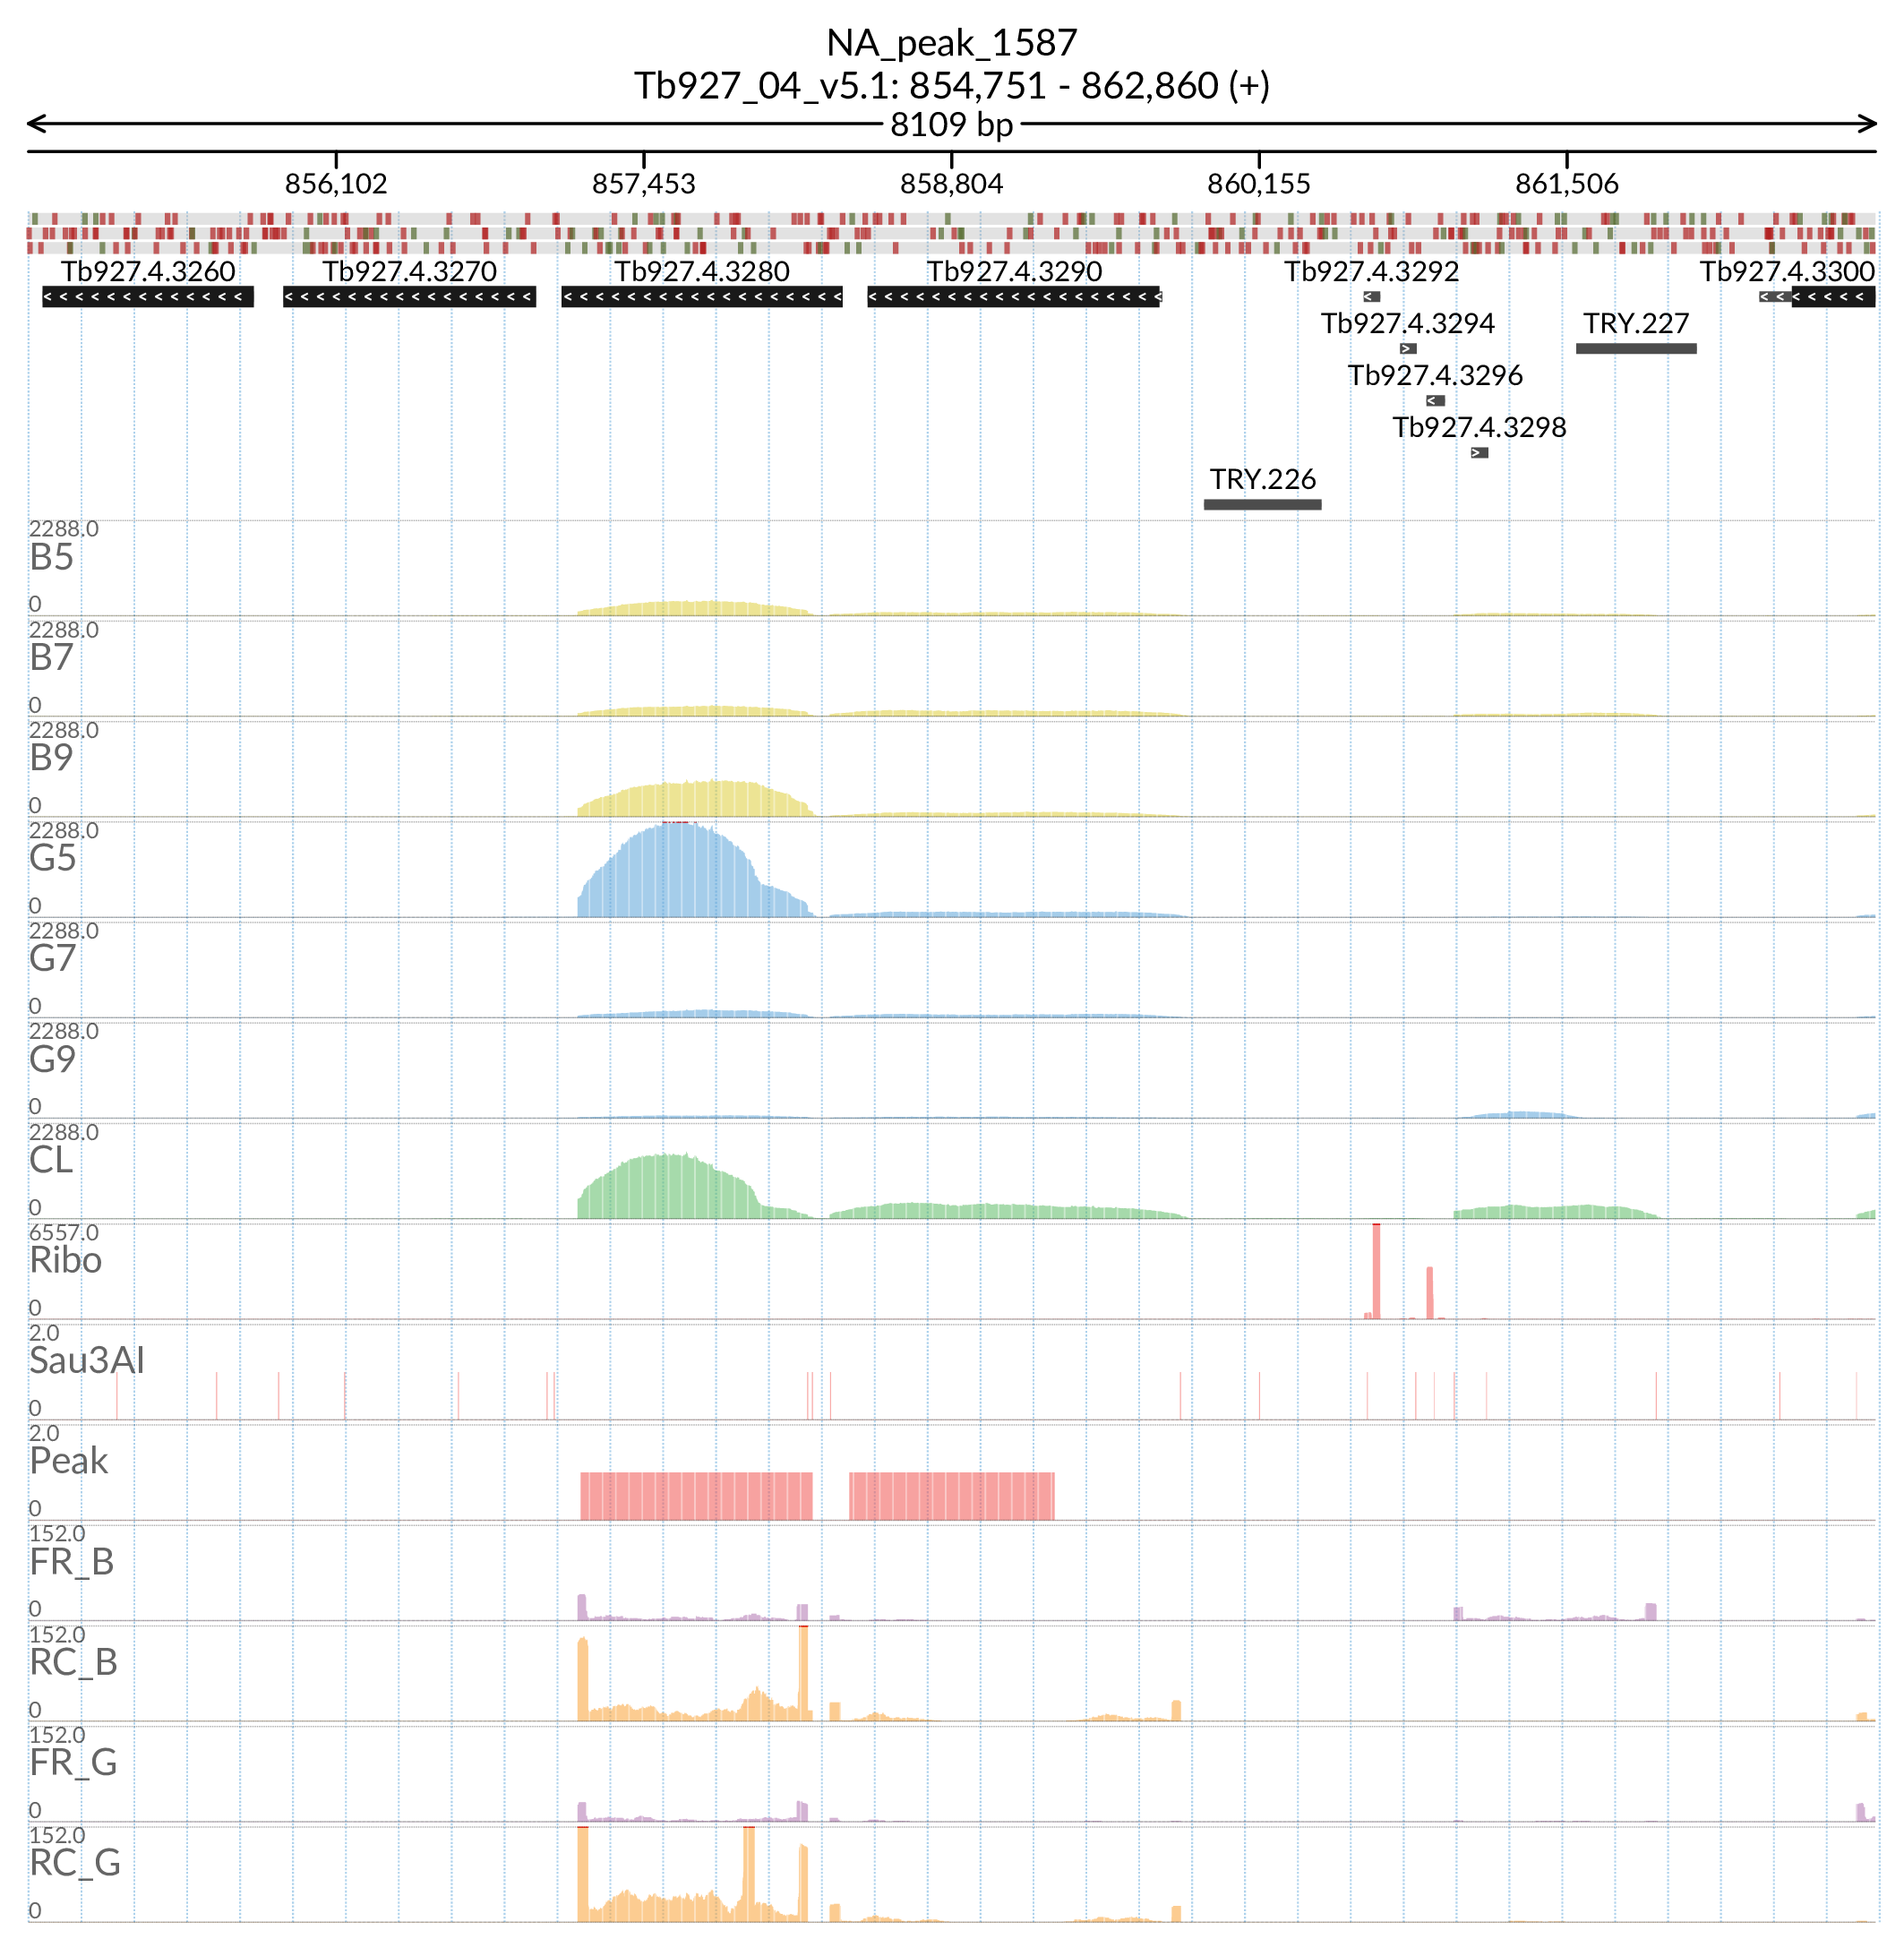 NA_peak_1587
Tb927_04_v5.1: 854,751 - 862,860 (+)
8109 bp
856,102 857,453 858,804 860,155 861,506
Tb927.4.3260 Tb927.4.3270 Tb927.4.3280 Tb927.4.3290 Tb927.4.3292 Tb927.4.3300
Tb927.4.3294 TRY.227
Tb927.4.3296
Tb927.4.3298
TRY.226
2288.0
B5
0
2288.0
B7
0
2288.0
B9
0
2288.0
G5
0
2288.0
G7
0
2288.0
G9
0
2288.0
CL
0
6557.0
Ribo
0
2.0
Sau3AI
0
2.0
Peak
0
152.0
FR_B
0
152.0
RC_B
0
152.0
FR_G
0
152.0
RC_G
0